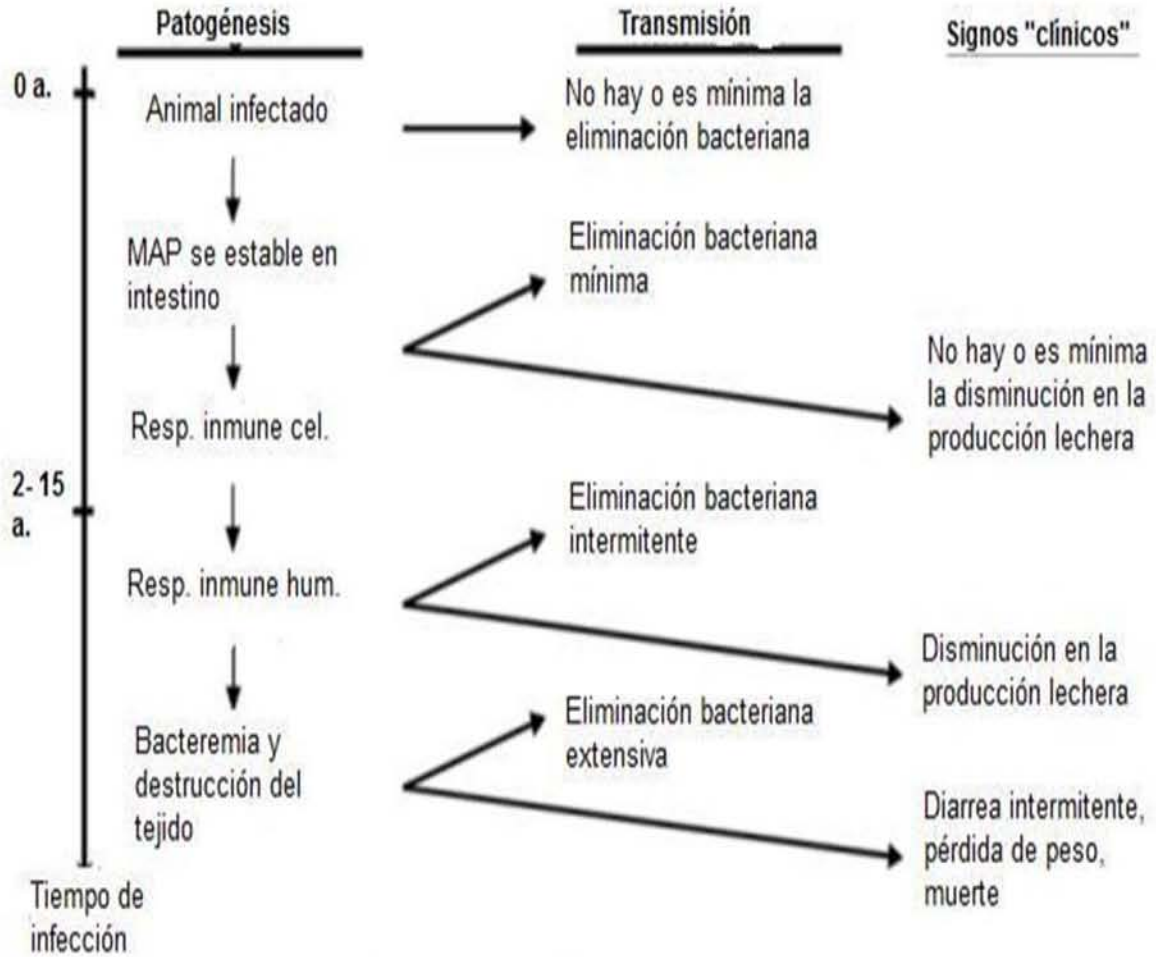 Patogénesis
Transmisión
Signos "clínicos"
0 a.
Animal infectado
No hay o es mínima la
eliminación bacteriana
MAP se estable en
intestino
Eliminación bacteriana
mínima
No hay o es mínima
la disminución en la
producción lechera
Resp. inmune cel.
2- 15
a.
Eliminación bacteriana
intermitente
Resp. inmune hum.
Disminución en la
producción lechera
Eliminación bacteriana
extensiva
Bacteremia y
destrucción del
tejido
Diarrea intermitente,
pérdida de peso,
muerte
Tiempo de
infección